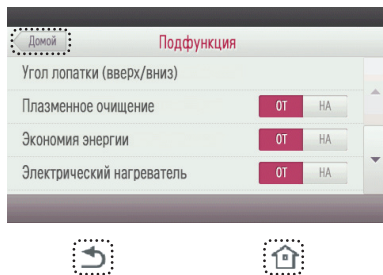 Домой Подфункция
Угол лопатки (вверх/вниз)
Плазменное очищение ОТ НА
Экономия энергии ОТ НА
Электрический нагреватель ОТ НА